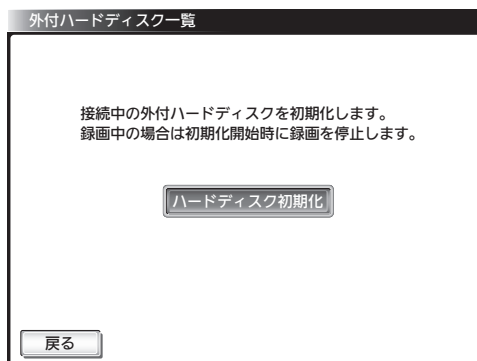 外付ハードディスク一覧
接続中の外付ハードディスクを初期化します。
録画中の場合は初期化開始時に録画を停止します。
ハードディスク初期化
戻る